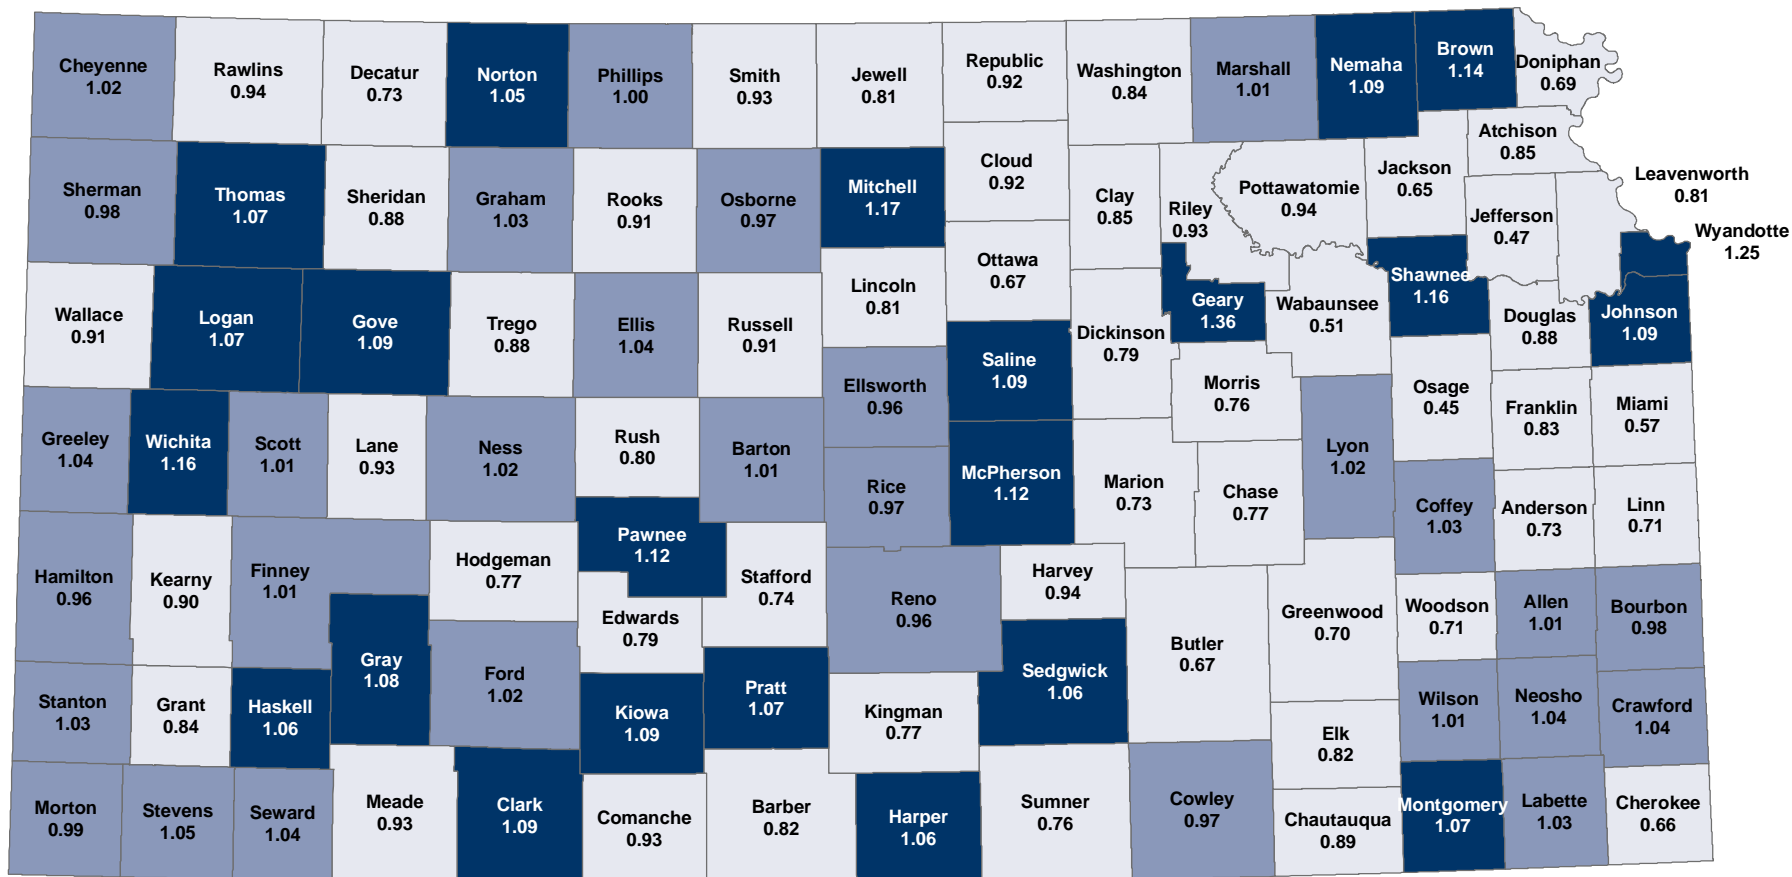 Cheyenne
1.02
Rawlins
0.94
Decatur
0.73
Norton
1.05
Phillips
1.00
Smith
0.93
Jewell
0.81
Republic
0.92
Washington
0.84
Marshall
1.01
Nemaha
1.09
Brown
1.14
Doniphan
0.69
Sherman
0.98
Thomas
1.07
Sheridan
0.88
Graham
1.03
Rooks
0.91
Osborne
0.97
Mitchell
1.17
Cloud
0.92
Clay
0.85
Riley
0.93
Pottawatomie
0.94
Jackson
0.65
Atchison
0.85
Jefferson
0.47
Leavenworth
0.81
Wyandotte
1.25
Wallace
0.91
Logan
1.07
Gove
1.09
Trego
0.88
Ellis
1.04
Russell
0.91
Lincoln
0.81
Ottawa
0.67
Saline
1.09
Dickinson
0.79
Geary
1.36
Wabaunsee
0.51
Shawnee
1.16
Douglas
0.88
Johnson
1.09
Greeley
1.04
Wichita
1.16
Scott
1.01
Lane
0.93
Ness
1.02
Rush
0.80
Barton
1.01
Ellsworth
0.96
Rice
0.97
McPherson
1.12
Marion
0.73
Morris
0.76
Chase
0.77
Lyon
1.02
Osage
0.45
Coffey
1.03
Franklin
0.83
Miami
0.57
Anderson
0.73
Linn
0.71
Hamilton
0.96
Kearny
0.90
Finney
1.01
Hodgeman
0.77
Pawnee
1.12
Edwards
0.79
Stafford
0.74
Reno
0.96
Harvey
0.94
Sedgwick
1.06
Butler
0.67
Greenwood
0.70
Woodson
0.71
Allen
1.01
Bourbon
0.98
Stanton
1.03
Grant
0.84
Haskell
1.06
Gray
1.08
Ford
1.02
Kiowa
1.09
Pratt
1.07
Kingman
0.77
Elk
0.82
Wilson
1.01
Neosho
1.04
Crawford
1.04
Morton
0.99
Stevens
1.05
Seward
1.04
Meade
0.93
Clark
1.09
Comanche
0.93
Barber
0.82
Harper
1.06
Sumner
0.76
Cowley
0.97
Chautauqua
0.89
Montgomery
1.07
Labette
1.03
Cherokee
0.66